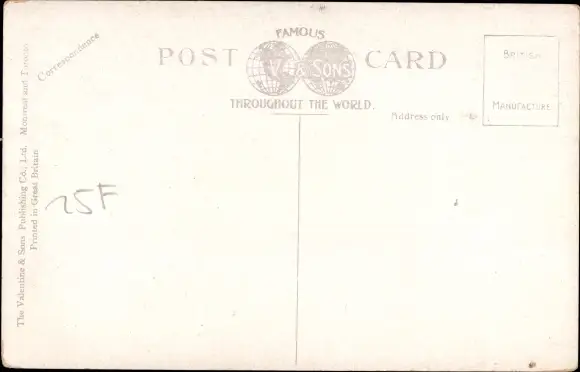 FAMOUS
POST V. & SONS CARD
THROUGHOUT THE WORLD.
Correspondence
Address only
BRITISH
MANUFACTURE
The Valentine & Sons Publishing Co., Ltd. Montreal and Toronto
Printed in Great Britain
25F